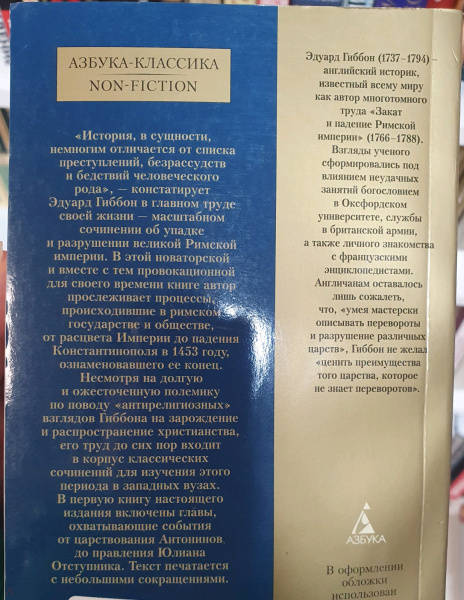 АЗБУКА-КЛАССИКА
NON-FICTION
«История, в сущности,
немногим отличается от списка
преступлений, безрассудств
и бедствий человеческого
рода», — констатирует
Эдуард Гиббон в главном труде
своей жизни — масштабном
сочинении об упадке
и разрушении великой Римской
империи. В этой новаторской
и вместе с тем провокационной
для своего времени книге автор
прослеживает процессы,
происходившие в римском
государстве и обществе,
от расцвета Империи до падения
Константинополя в 1453 году,
ознаменовавшего ее конец.
Несмотря на долгую
и ожесточенную полемику
по поводу «антирелигиозных»
взглядов Гиббона на зарождение
и распространение христианства,
его труд до сих пор входит
в корпус классических
сочинений для изучения этого
периода в западных вузах.
В первую книгу настоящего
издания включены главы,
охватывающие события
от царствования Антонинов
до правления Юлиана
Отступника. Текст печатается
с небольшими сокращениями.
Эдуард Гиббон (1737–1794) –
английский историк,
известный всему миру
как автор многотомного
труда «Закат
и падение Римской
империи» (1766–1788).
Взгляды ученого
сформировались под
влиянием неудачных
занятий богословием
в Оксфордском
университете, службы
в британской армии,
а также личного знакомства
с французскими
энциклопедистами.
Англичанам оставалось
лишь сожалеть,
что, «умея мастерски
описывать перевороты
и разрушение различных
царств», Гиббон не желал
«ценить преимущества
того царства, которое
не знает переворотов».
АЗБУКА
В оформлении
обложки
использован